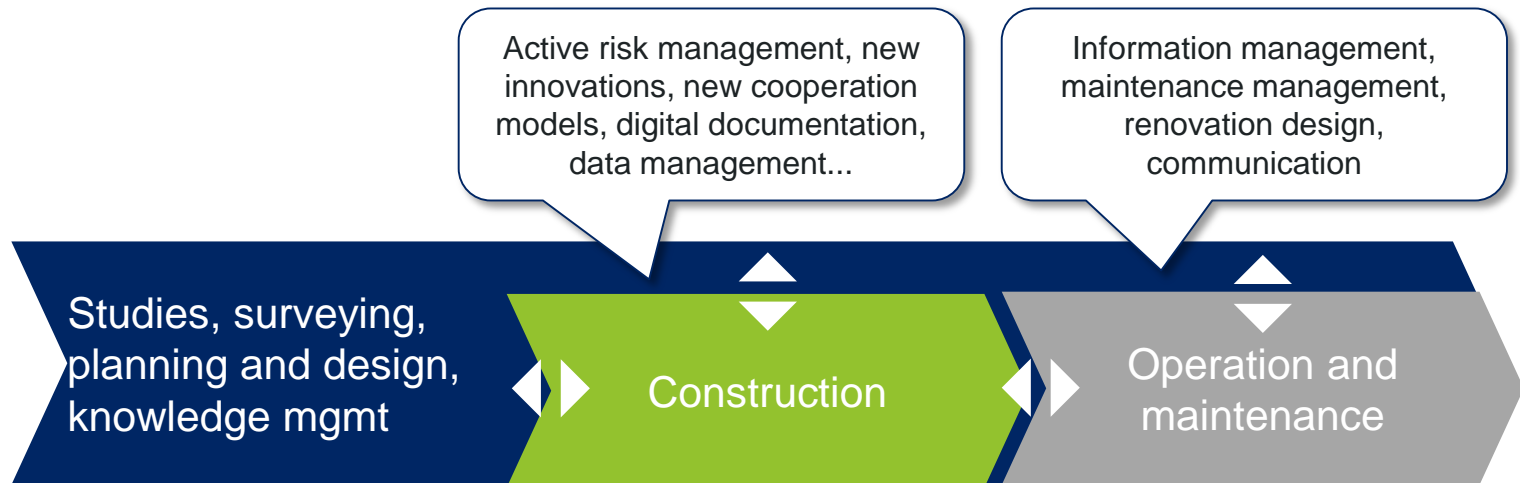 Active risk management, new
innovations, new cooperation
models, digital documentation,
data management...
Information management,
maintenance management,
renovation design,
communication
Studies, surveying,
planning and design,
knowledge mgmt
Construction
Operation and
maintenance